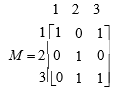 1 2 3
1 [1 0 1]
M = 2 [0 1 0]
3 [0 1 1]